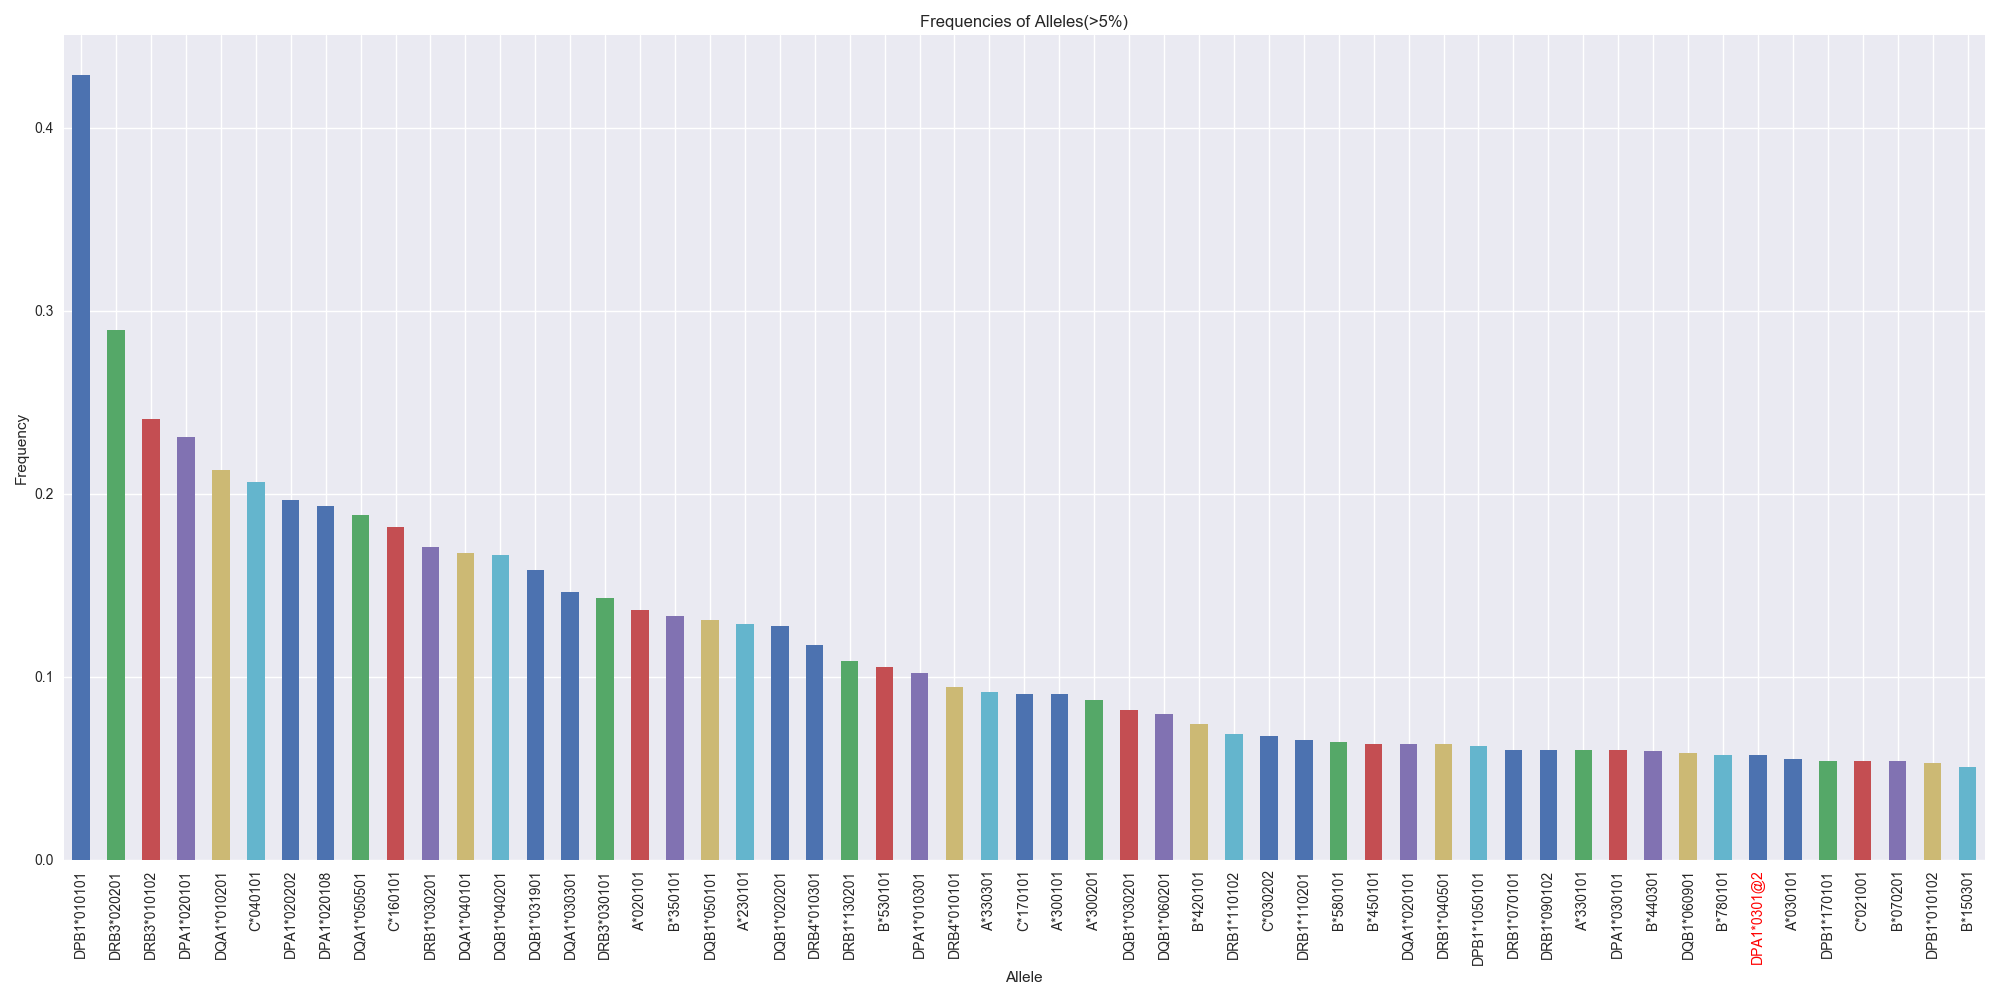 Frequencies of Alleles(>5%)
Frequency
0.4
0.3
0.2
0.1
0.0
DPB1*010101
DRB3*020201
DRB3*010102
DPA1*020101
DQA1*010201
C*040101
DPA1*020202
DPA1*020108
DQA1*050501
C*160101
DRB1*030201
DQA1*040101
DQB1*040201
DQB1*031901
DQA1*030301
DRB3*030101
A*020101
B*350101
DQB1*050101
A*230101
DQB1*020201
DRB4*010301
DRB1*130201
B*530101
DPA1*010301
DRB4*010101
A*330301
C*170101
A*300101
A*300201
DQB1*030201
DQB1*060201
B*420101
DRB1*110102
C*030202
DRB1*110201
B*580101
B*450101
DQA1*020101
DRB1*040501
DPB1*1050101
DRB1*070101
DRB1*090102
A*330101
DPA1*030101
B*440301
DQB1*060901
B*780101
DPA1*0301@2
A*030101
DPB1*170101
C*021001
B*070201
DPB1*010102
B*150301
Allele